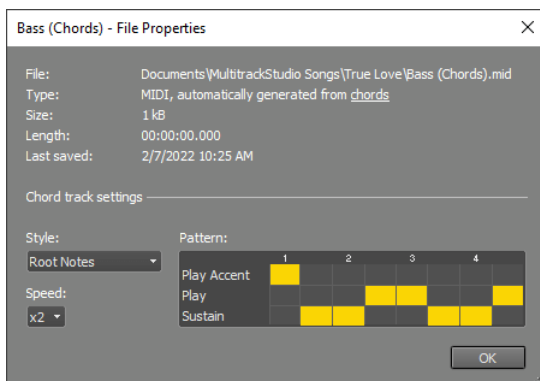 Bass (Chords) - File Properties
File: Documents\MultitrackStudio Songs\True Love\Bass (Chords).mid
Type: MIDI, automatically generated from chords
Size: 1 kB
Length: 00:00:00.000
Last saved: 2/7/2022 10:25 AM
Chord track settings
Style: Pattern:
Root Notes
1 2 3 4
Play Accent
Speed:
Play
x2
Sustain
OK